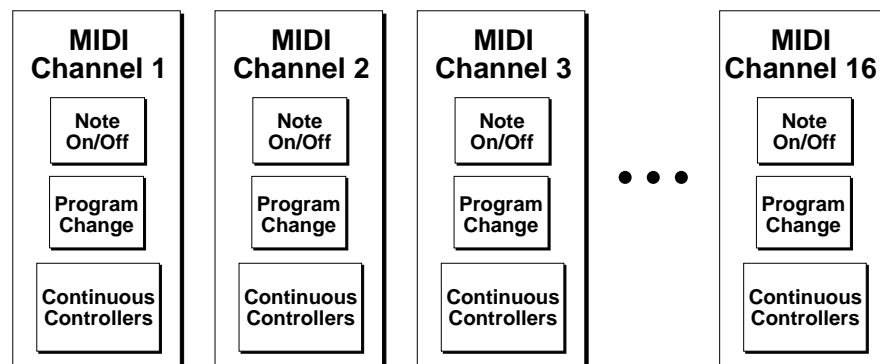 MIDI
Channel 1
Note
On/Off
Program
Change
Continuous
Controllers
MIDI
Channel 2
Note
On/Off
Program
Change
Continuous
Controllers
MIDI
Channel 3
Note
On/Off
Program
Change
Continuous
Controllers
• • •
MIDI
Channel 16
Note
On/Off
Program
Change
Continuous
Controllers